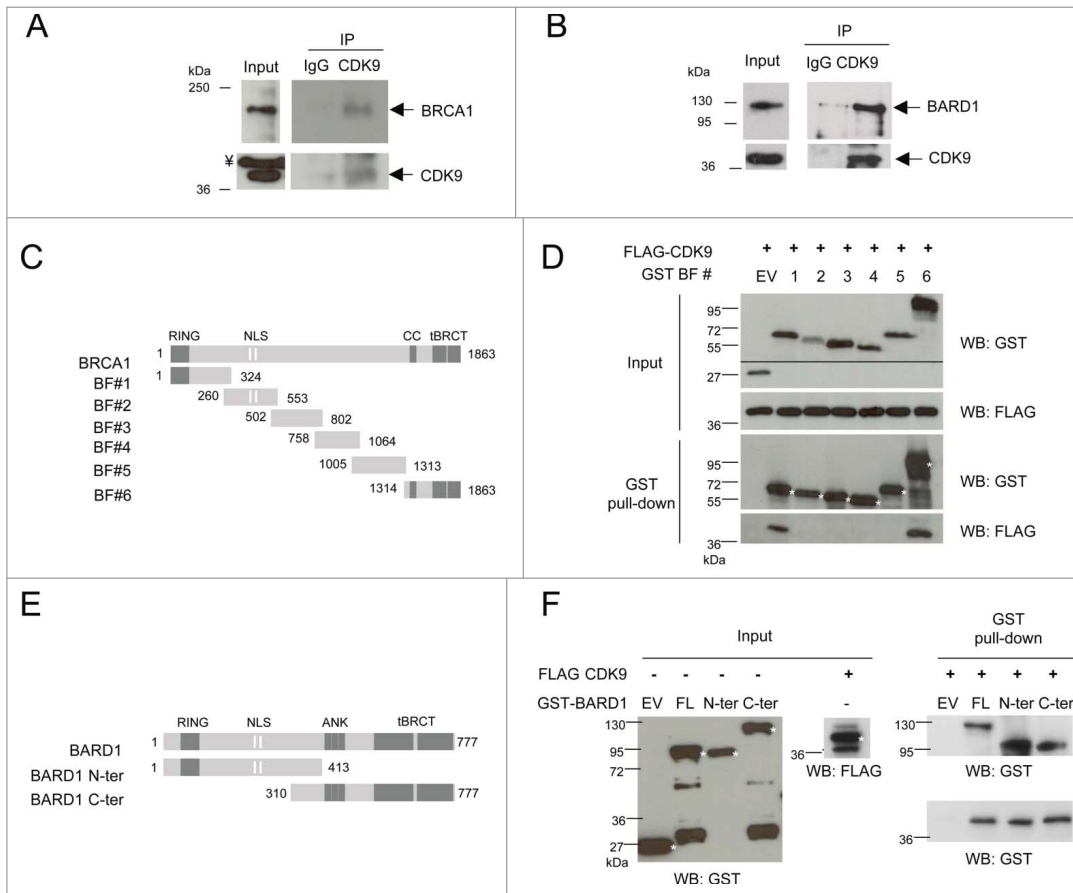 A
IP
kDa
Input
IgG CDK9
250
BRCA1
¥
CDK9
36
B
IP
kDa
Input
IgG CDK9
130
BARD1
95
CDK9
36
C
RING NLS CC tBRCT
1 1863
BRCA1
1 324
BF#1
260 553
BF#2
502 802
BF#3
758 1064
BF#4
1005 1313
BF#5
1314 1863
BF#6
D
FLAG-CDK9 + + + + + + +
GST BF # EV 1 2 3 4 5 6
Input
95
72
55
WB: GST
27
WB: FLAG
36
GST
pull-down
95
72
55
WB: GST
WB: FLAG
36
kDa
E
RING NLS ANK tBRCT
1 777
BARD1
1 413
BARD1 N-ter
310 777
BARD1 C-ter
F
Input
FLAG CDK9 - - - - +
GST-BARD1 EV FL N-ter C-ter -
130
95
72
36
27
kDa
WB: GST
36
WB: FLAG
GST
pull-down
+ + + +
EV FL N-ter C-ter
130
95
WB: GST
36
WB: GST